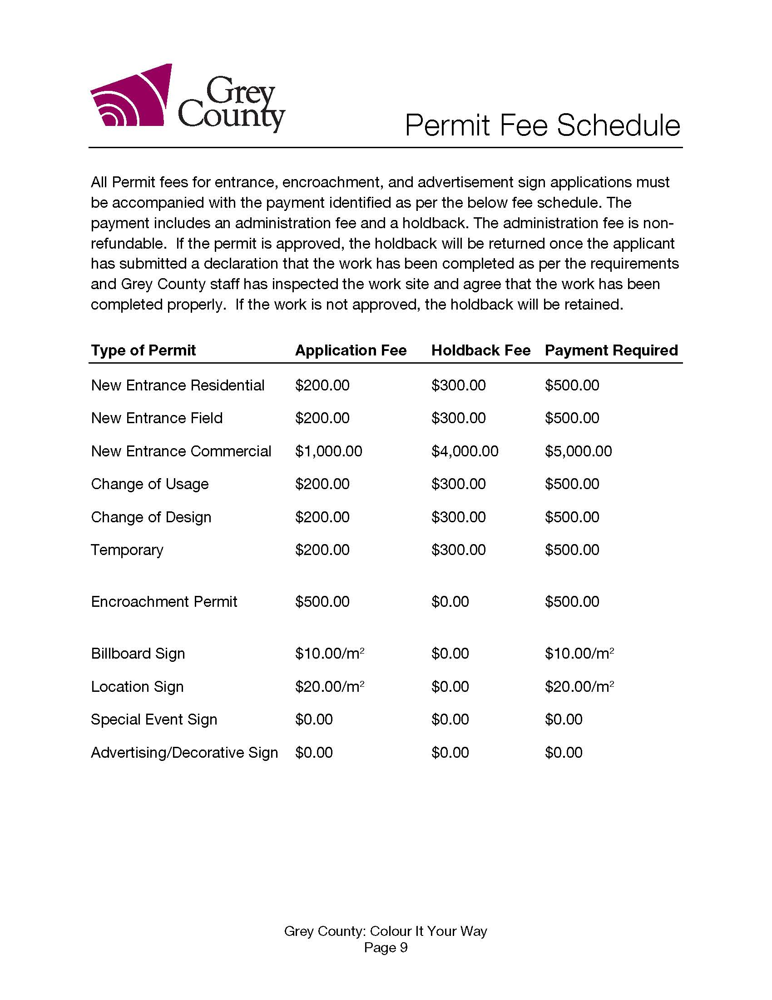 Grey
County
Permit Fee Schedule
All Permit fees for entrance, encroachment, and advertisement sign applications must
be accompanied with the payment identified as per the below fee schedule. The
payment includes an administration fee and a holdback. The administration fee is non-
refundable.  If the permit is approved, the holdback will be returned once the applicant
has submitted a declaration that the work has been completed as per the requirements
and Grey County staff has inspected the work site and agree that the work has been
completed properly.  If the work is not approved, the holdback will be retained.
Type of Permit Application Fee Holdback Fee Payment Required
New Entrance Residential $200.00 $300.00 $500.00
New Entrance Field $200.00 $300.00 $500.00
New Entrance Commercial $1,000.00 $4,000.00 $5,000.00
Change of Usage $200.00 $300.00 $500.00
Change of Design $200.00 $300.00 $500.00
Temporary $200.00 $300.00 $500.00
Encroachment Permit $500.00 $0.00 $500.00
Billboard Sign $10.00/m² $0.00 $10.00/m²
Location Sign $20.00/m² $0.00 $20.00/m²
Special Event Sign $0.00 $0.00 $0.00
Advertising/Decorative Sign $0.00 $0.00 $0.00
Grey County: Colour It Your Way
Page 9